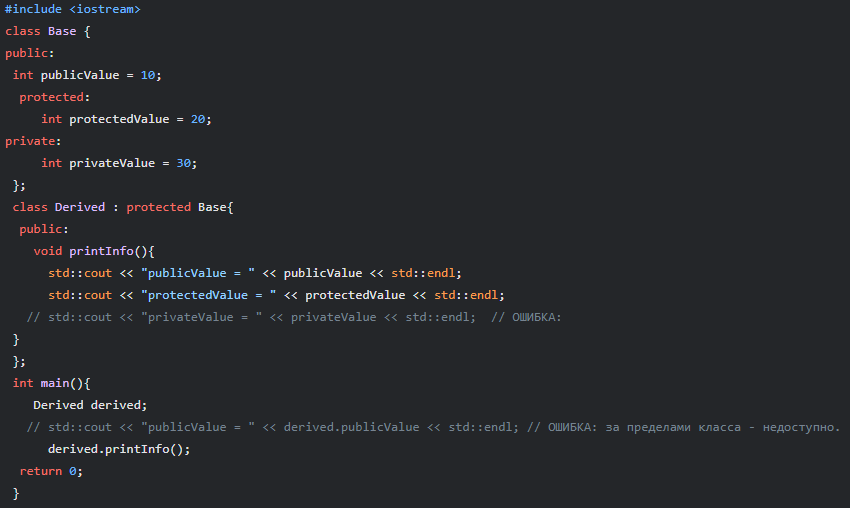 #include <iostream>
class Base {
public:
 int publicValue = 10;
  protected:
     int protectedValue = 20;
private:
     int privateValue = 30;
 };
 class Derived : protected Base{
  public:
    void printInfo(){
      std::cout << "publicValue = " << publicValue << std::endl;
      std::cout << "protectedValue = " << protectedValue << std::endl;
   // std::cout << "privateValue = " << privateValue << std::endl;  // ОШИБКА:
 }
 };
 int main(){
    Derived derived;
   // std::cout << "publicValue = " << derived.publicValue << std::endl; // ОШИБКА: за пределами класса - недоступно.
      derived.printInfo();
  return 0;
 }